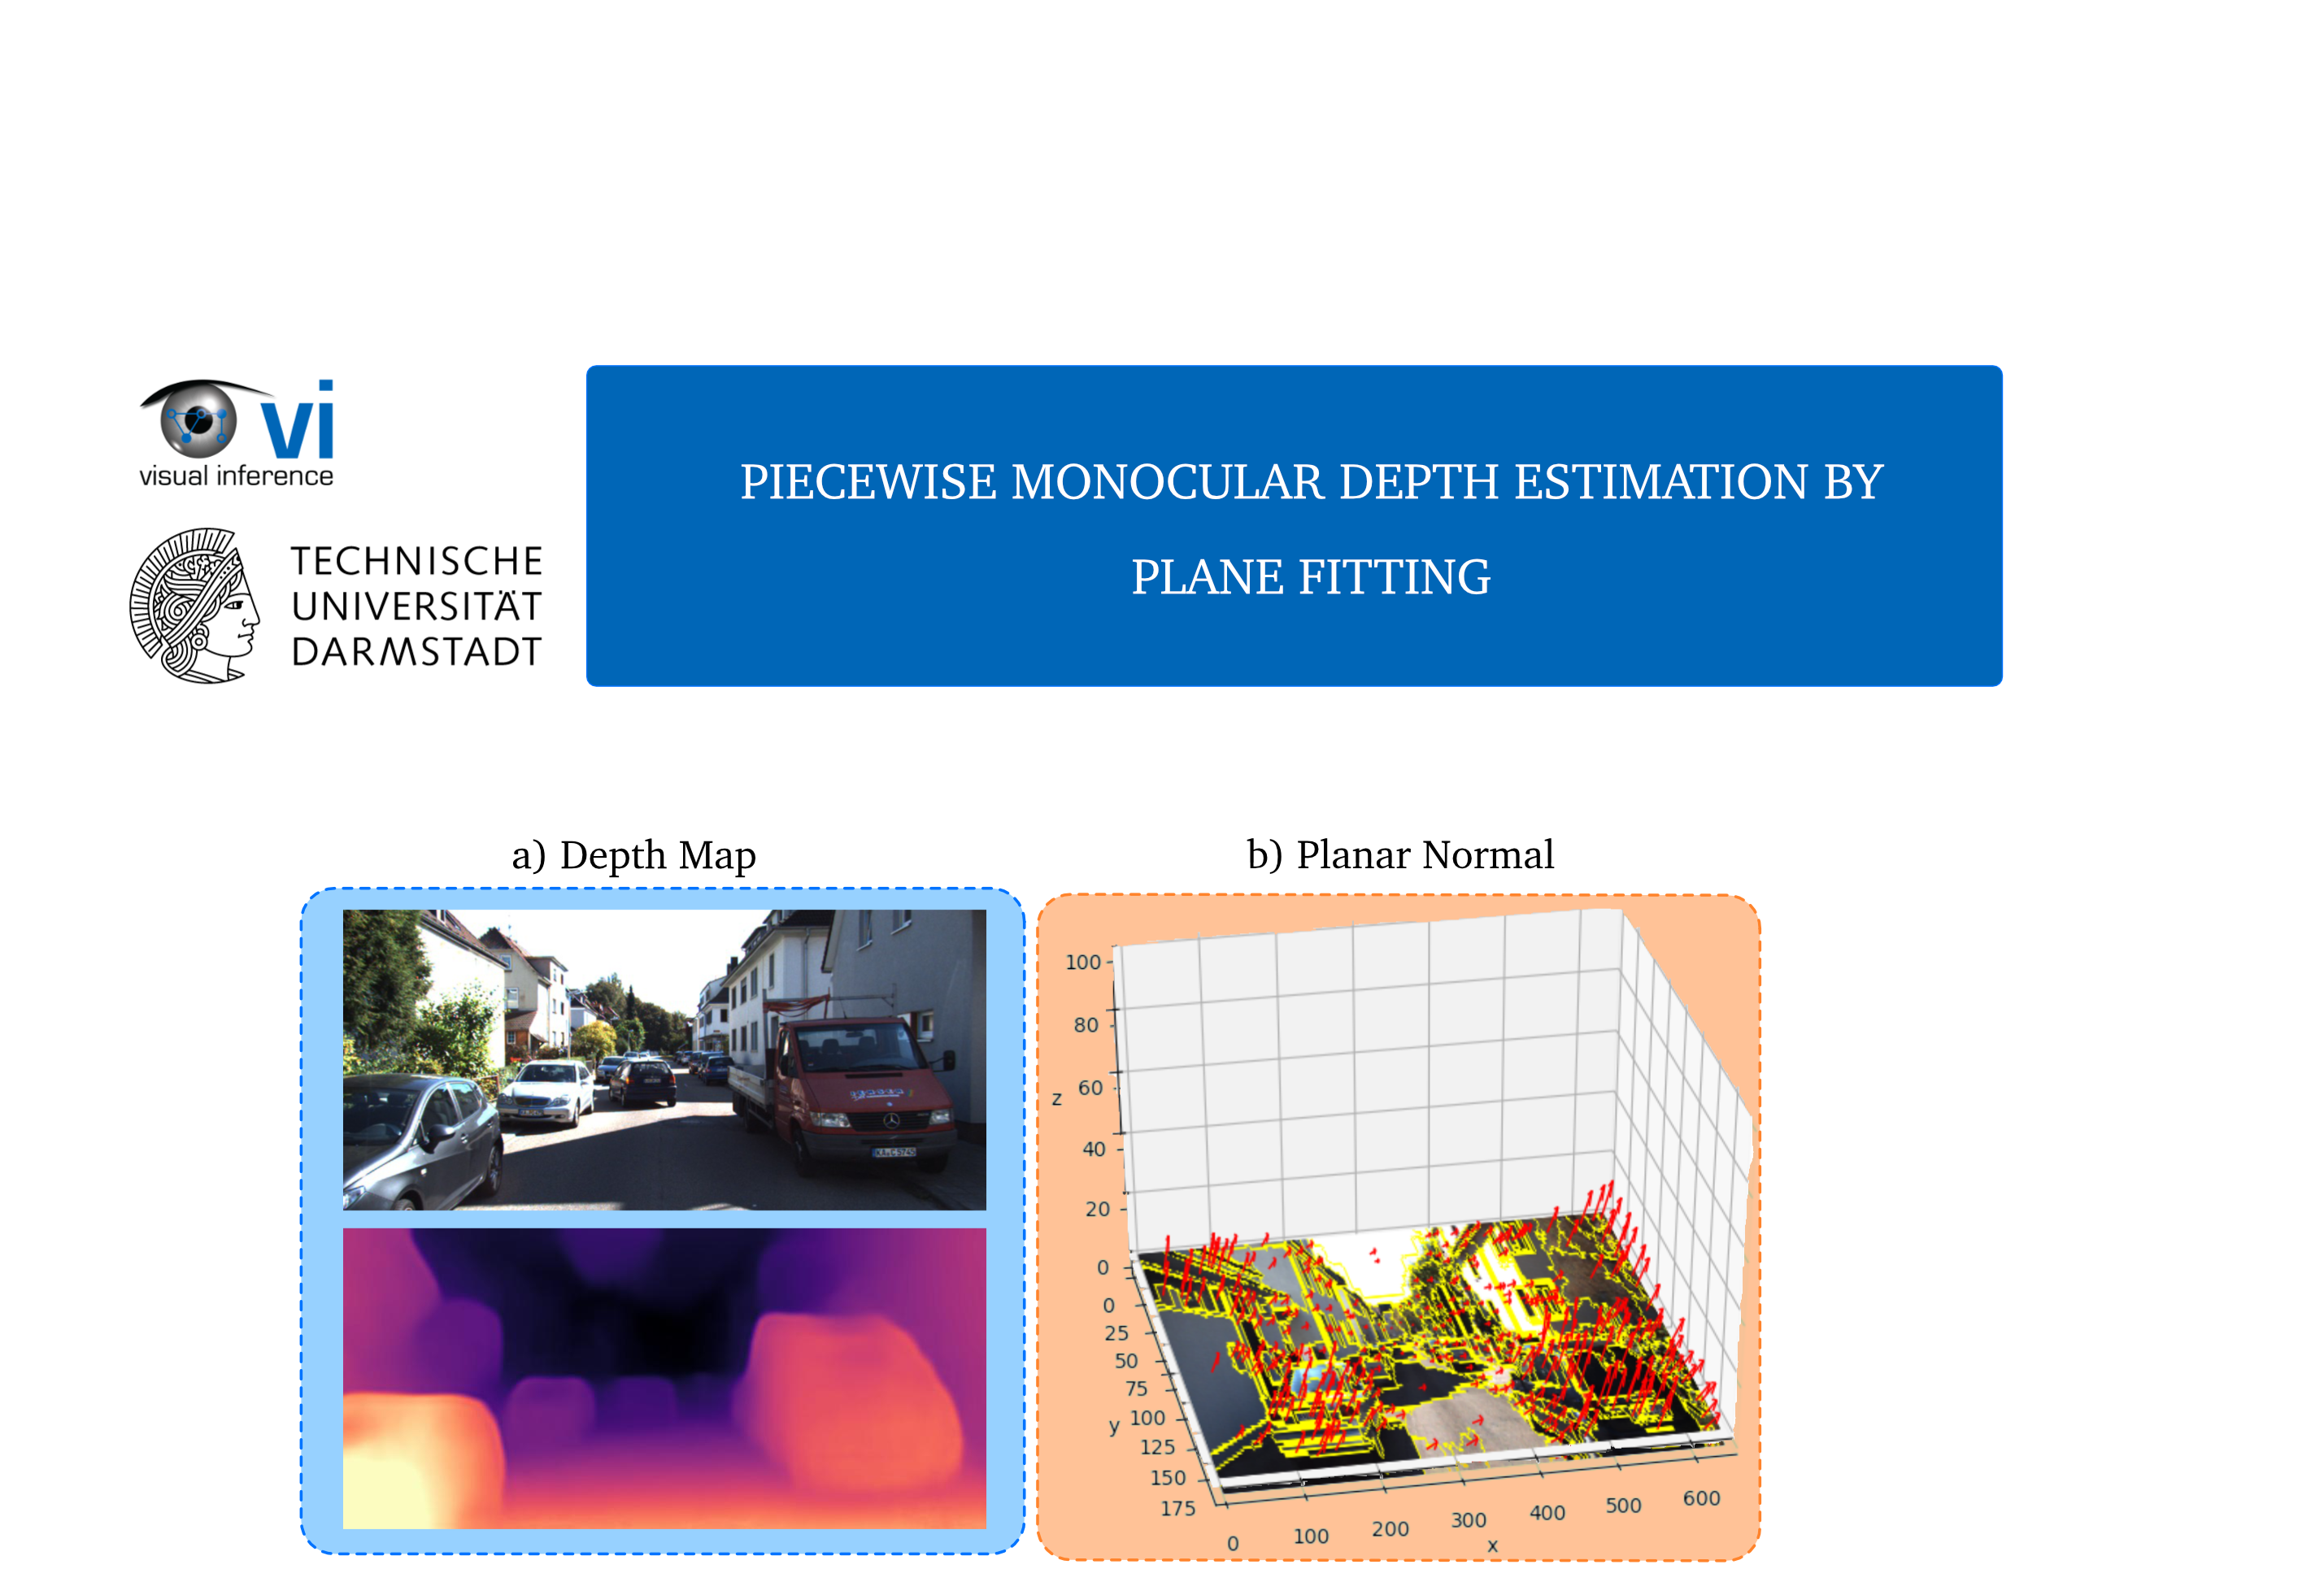 vi
visual inference
TECHNISCHE
UNIVERSITÄT
DARMSTADT
PIECEWISE MONOCULAR DEPTH ESTIMATION BY
PLANE FITTING
a) Depth Map
b) Planar Normal
100
80
60
z
40
20
0
0
25
50
75
y
100
125
150
175
0
100
200
300
400
500
600
x